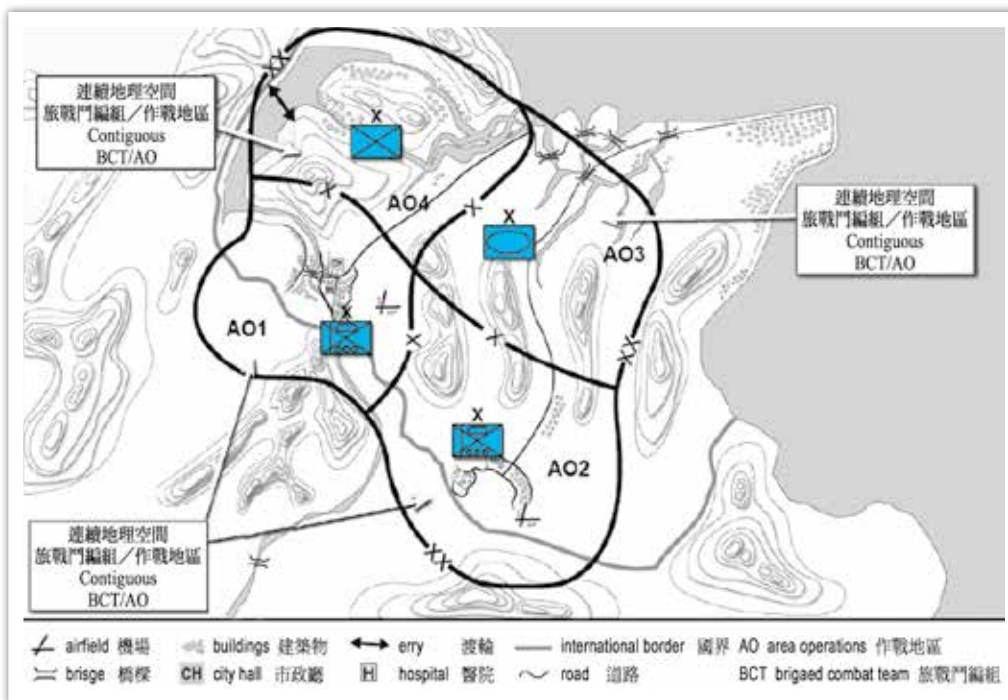 連續地理空間
旅戰鬥編組／作戰地區
Contiguous
BCT/AO
XX
X
AO4
X
X
X
連續地理空間
旅戰鬥編組／作戰地區
Contiguous
BCT/AO
AO3
AO1
X
X
X
XX
X
AO2
連續地理空間
旅戰鬥編組／作戰地區
Contiguous
BCT/AO
XX
airfield 機場
buildings 建築物
erry 渡輪
international border 國界
AO area operations 作戰地區
brisge 橋樑
CH city hall 市政廳
H hospital 醫院
road 道路
BCT brigaed combat team 旅戰鬥編組